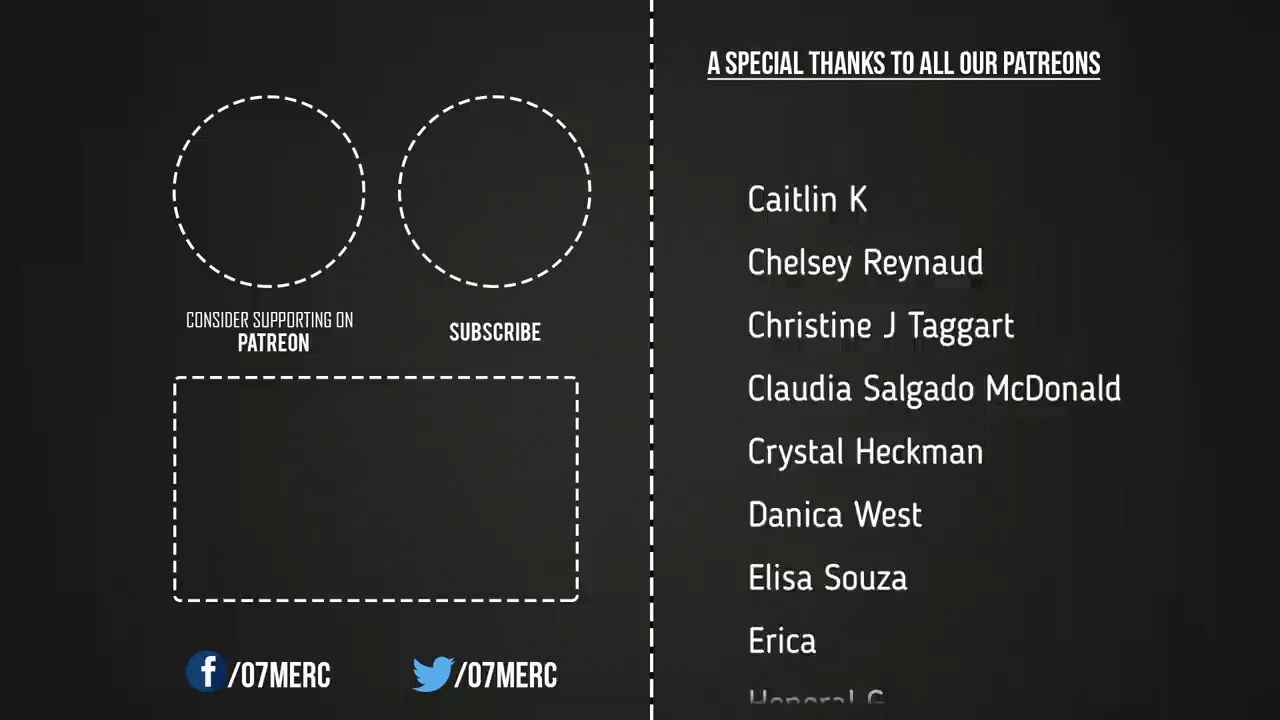 CONSIDER SUPPORTING ON
PATREON
SUBSCRIBE
/07MERC
/07MERC
A SPECIAL THANKS TO ALL OUR PATREONS
Caitlin K
Chelsey Reynaud
Christine J Taggart
Claudia Salgado McDonald
Crystal Heckman
Danica West
Elisa Souza
Erica